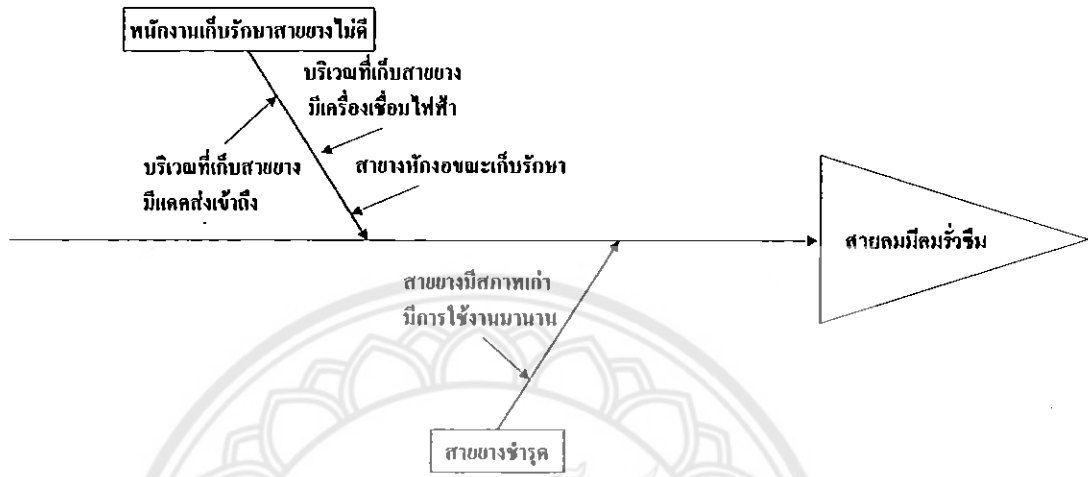 พนักงานเก็บรักษาสายยางไม่ดี
บริเวณที่เก็บสายยาง
มีเครื่องเชื่อมไฟฟ้า
บริเวณที่เก็บสายยาง
มีแดดส่งเข้าถึง
สายางหักงอขณะเก็บรักษา
สายลมมีลมรั่วซึม
สายยางมีสภาพเก่า
มีการใช้งานมานาน
สายยางชำรุด